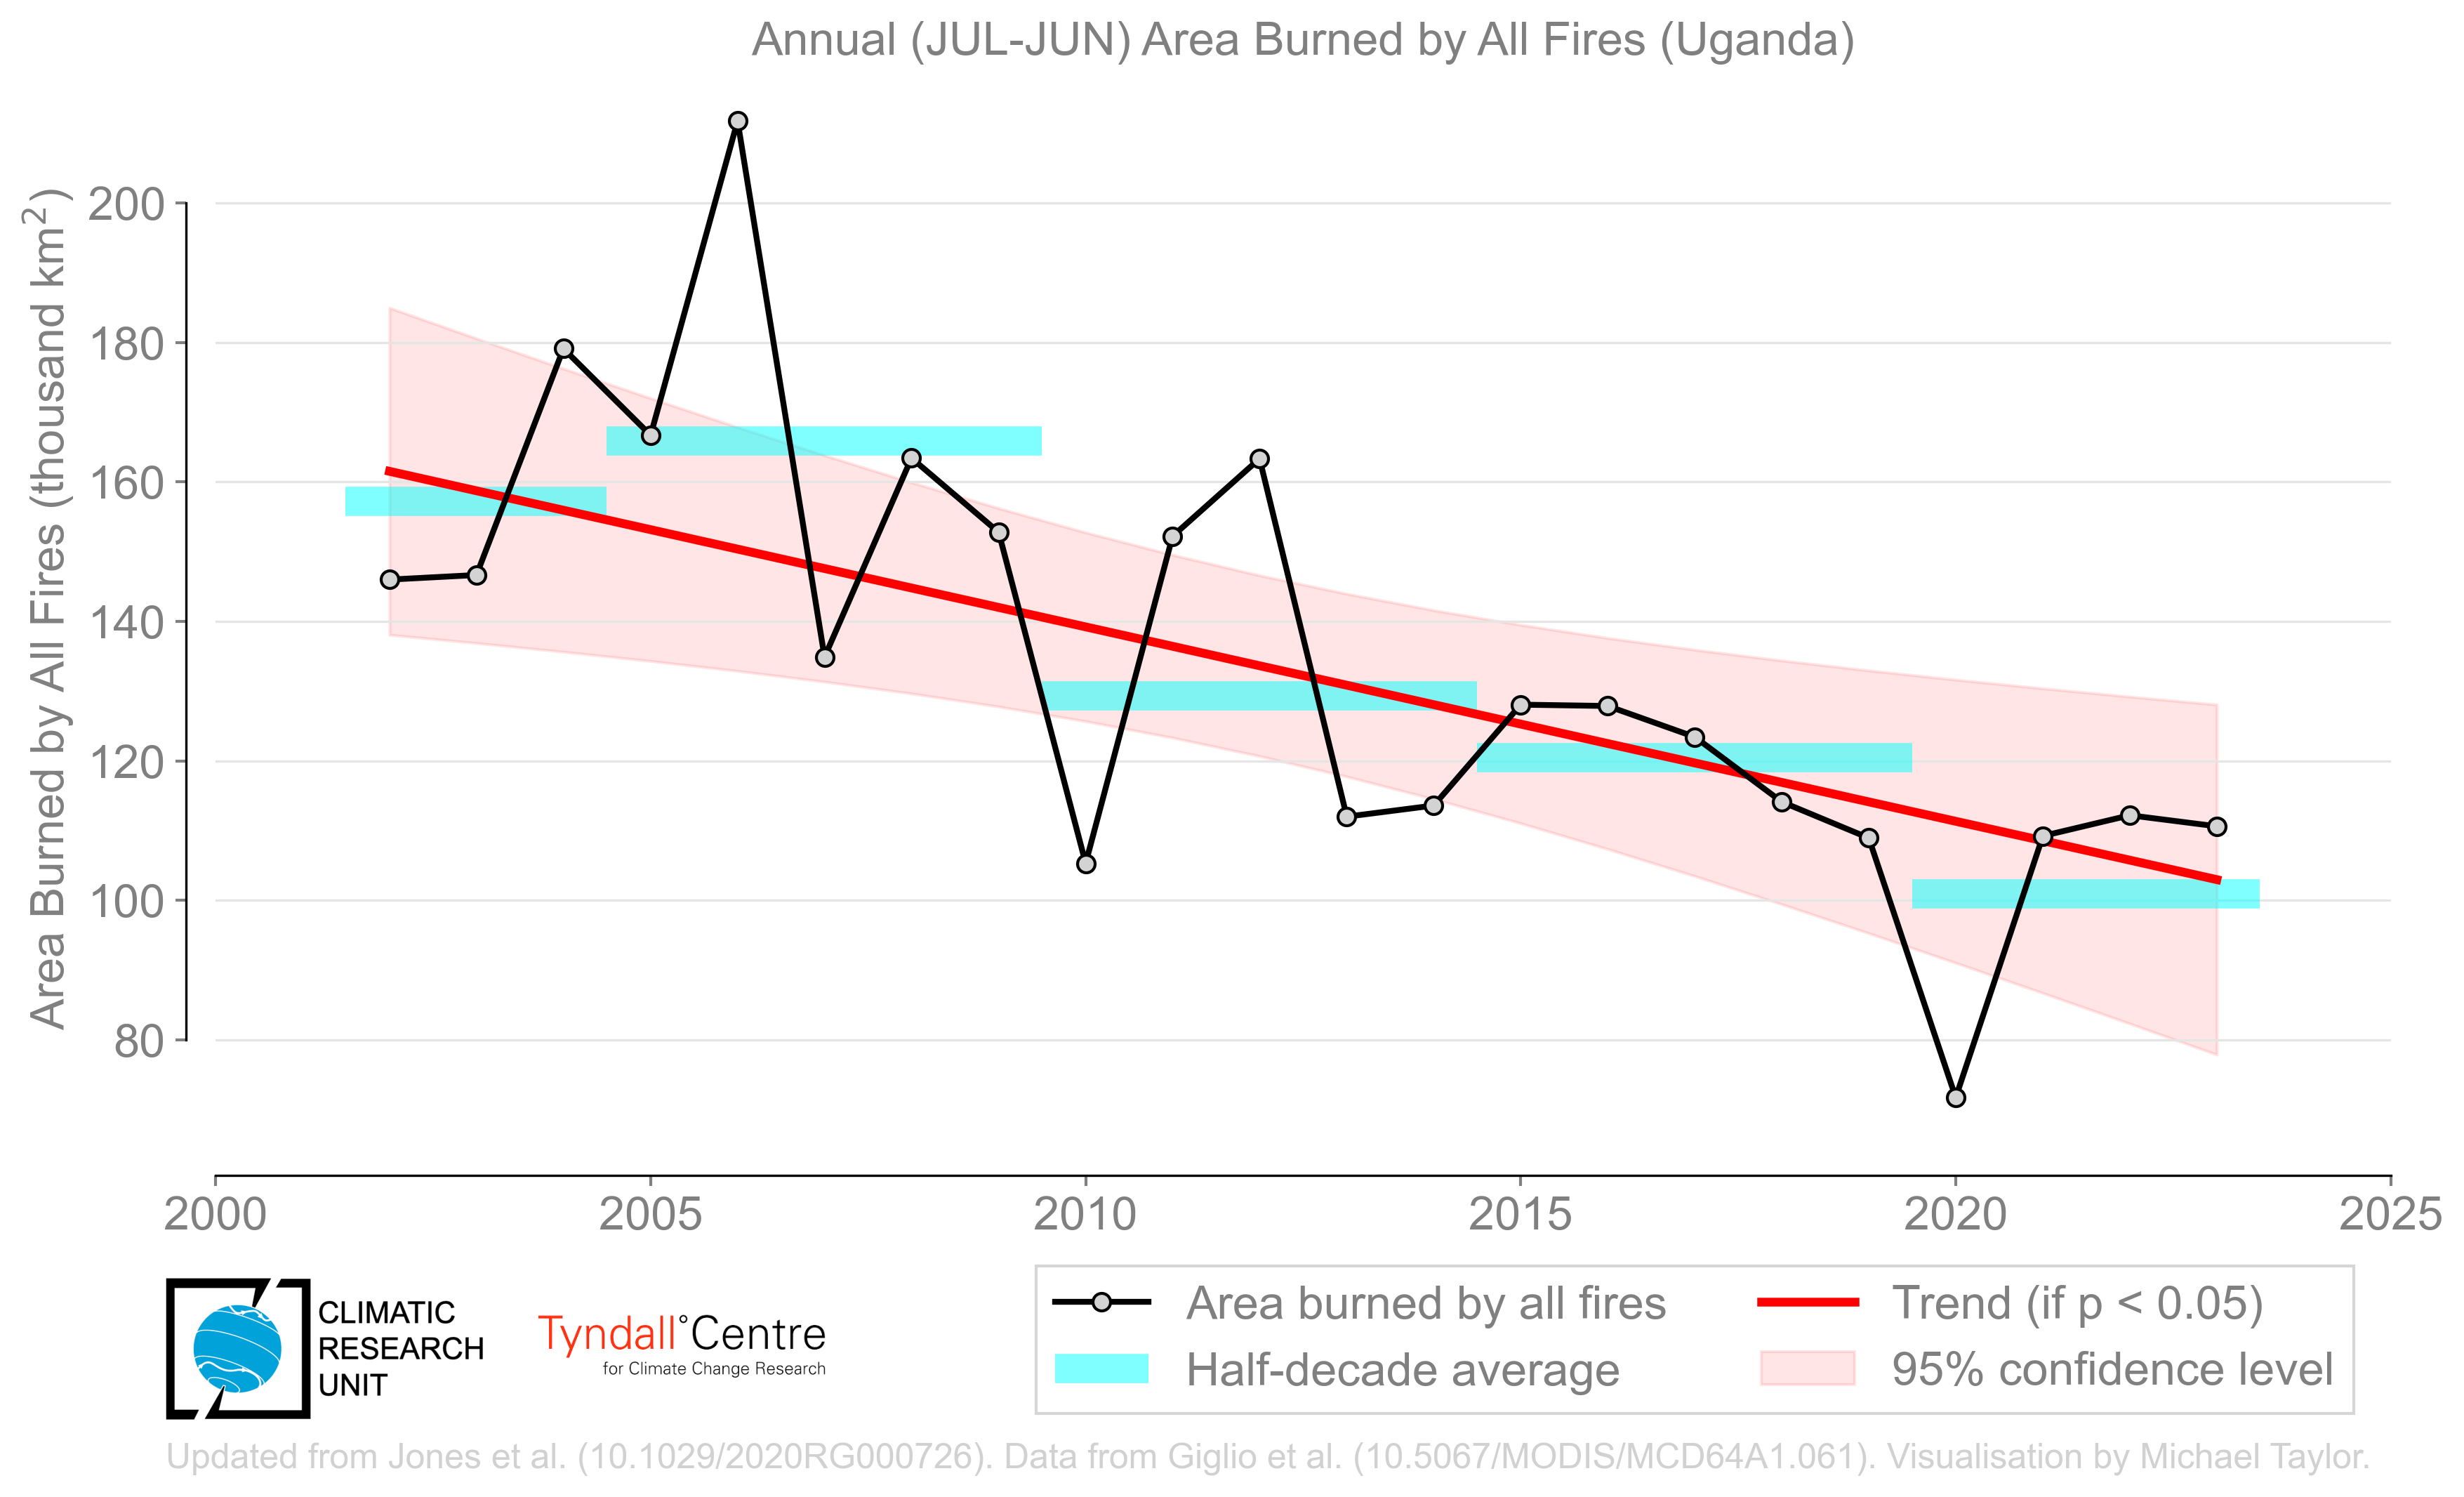 Annual (JUL-JUN) Area Burned by All Fires (Uganda)
Area Burned by All Fires (thousand km²)
200
180
160
140
120
100
80
2000 2005 2010 2015 2020 2025
CLIMATIC
RESEARCH
UNIT
Tyndall°Centre
for Climate Change Research
Area burned by all fires
Half-decade average
Trend (if p < 0.05)
95% confidence level
Updated from Jones et al. (10.1029/2020RG000726). Data from Giglio et al. (10.5067/MODIS/MCD64A1.061). Visualisation by Michael Taylor.